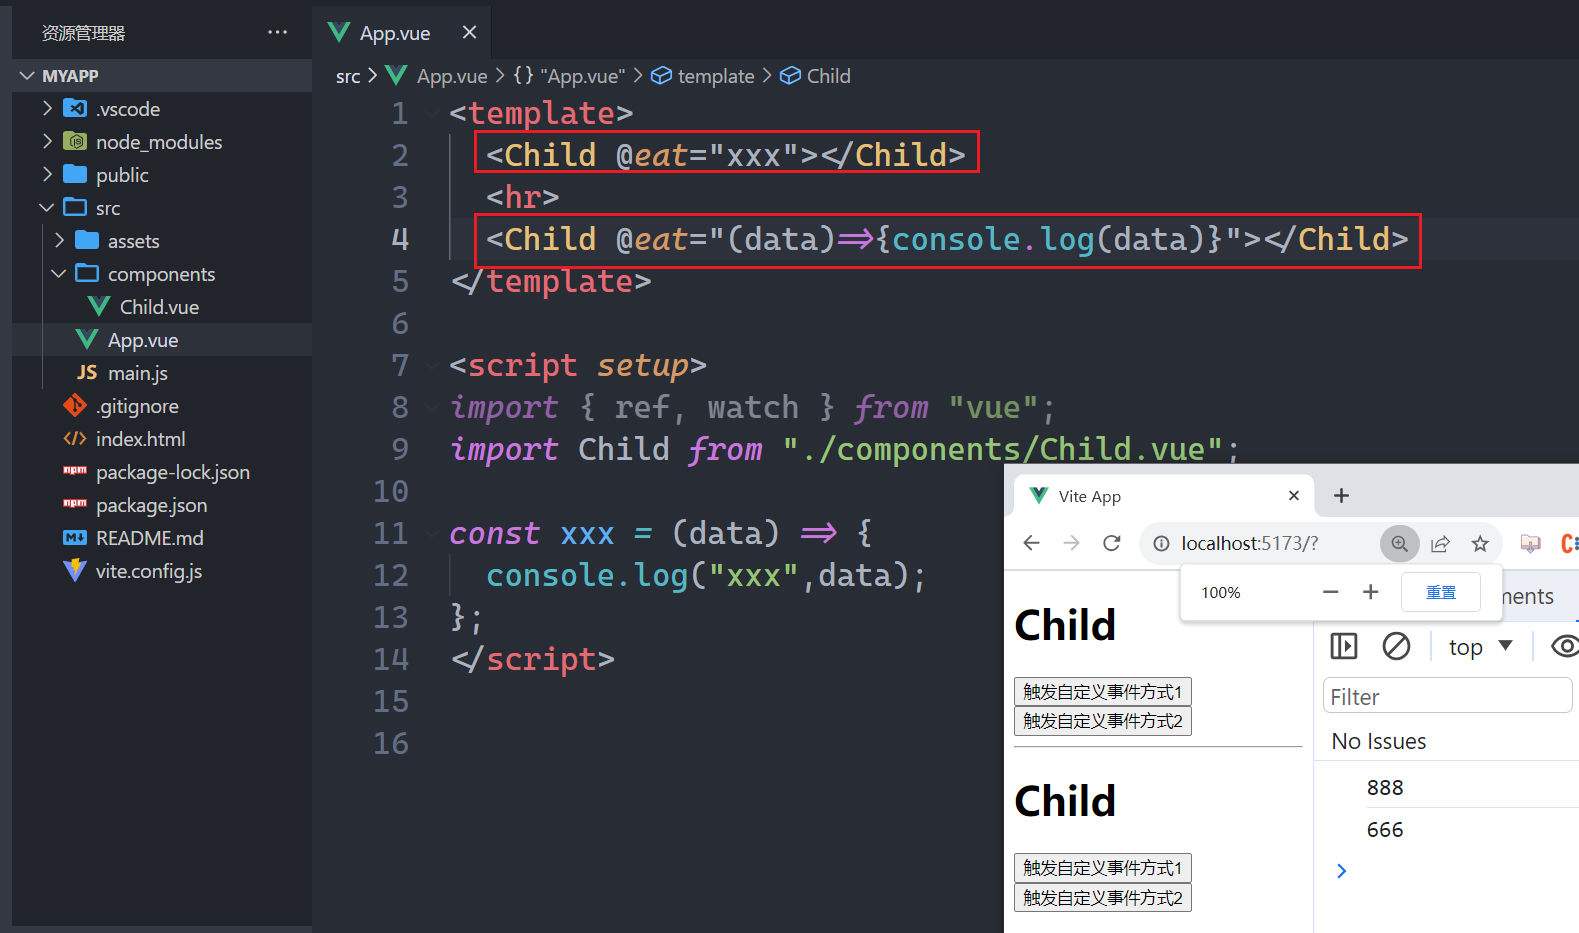 资源管理器 ···
MYAPP
.vscode
node_modules
public
src
assets
components
Child.vue
App.vue
JS main.js
.gitignore
index.html
package-lock.json
package.json
README.md
vite.config.js
App.vue
src > App.vue > {} "App.vue" > template > Child
1 <template>
2 <Child @eat="xxx"></Child>
3 <hr>
4 <Child @eat="(data)=>{console.log(data)}"></Child>
5 </template>
6
7 <script setup>
8 import { ref, watch } from "vue";
9 import Child from "./components/Child.vue";
10
11 const xxx = (data) => {
12 console.log("xxx",data);
13 };
14 </script>
15
16
Vite App
localhost:5173/?
100% − + 重置
ments
top
Filter
No Issues
888
666
Child
触发自定义事件方式1
触发自定义事件方式2
Child
触发自定义事件方式1
触发自定义事件方式2